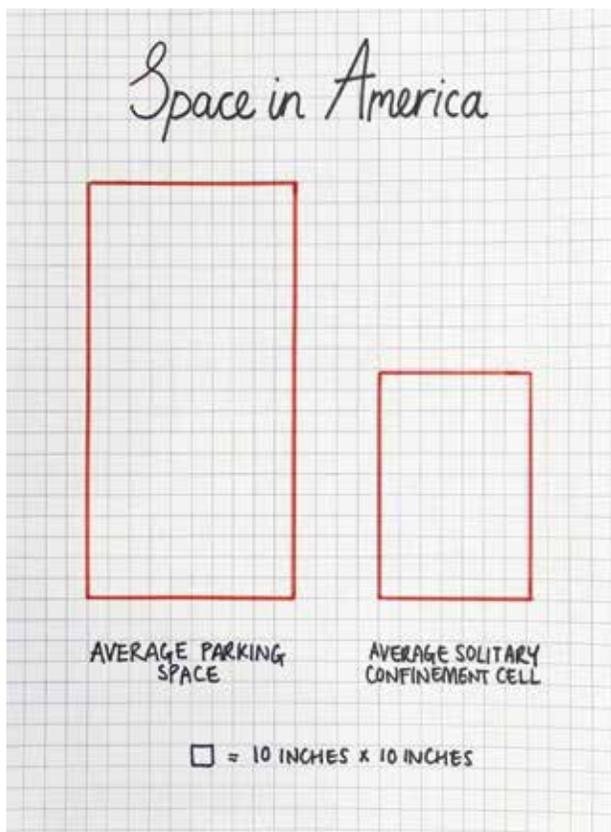 Space in America
AVERAGE PARKING
SPACE
AVERAGE SOLITARY
CONFINEMENT CELL
= 10 INCHES x 10 INCHES